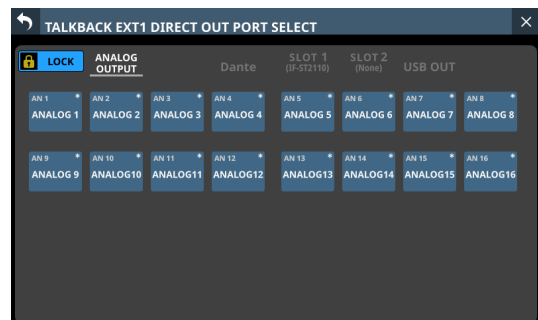 TALKBACK EXT1 DIRECT OUT PORT SELECT
LOCK
ANALOG
OUTPUT
Dante
SLOT 1
(IF-ST2110)
SLOT 2
(None)
USB OUT
AN 1 *
ANALOG 1
AN 2 *
ANALOG 2
AN 3 *
ANALOG 3
AN 4 *
ANALOG 4
AN 5 *
ANALOG 5
AN 6 *
ANALOG 6
AN 7 *
ANALOG 7
AN 8 *
ANALOG 8
AN 9 *
ANALOG 9
AN 10 *
ANALOG10
AN 11 *
ANALOG11
AN 12 *
ANALOG12
AN 13 *
ANALOG13
AN 14 *
ANALOG14
AN 15 *
ANALOG15
AN 16 *
ANALOG16